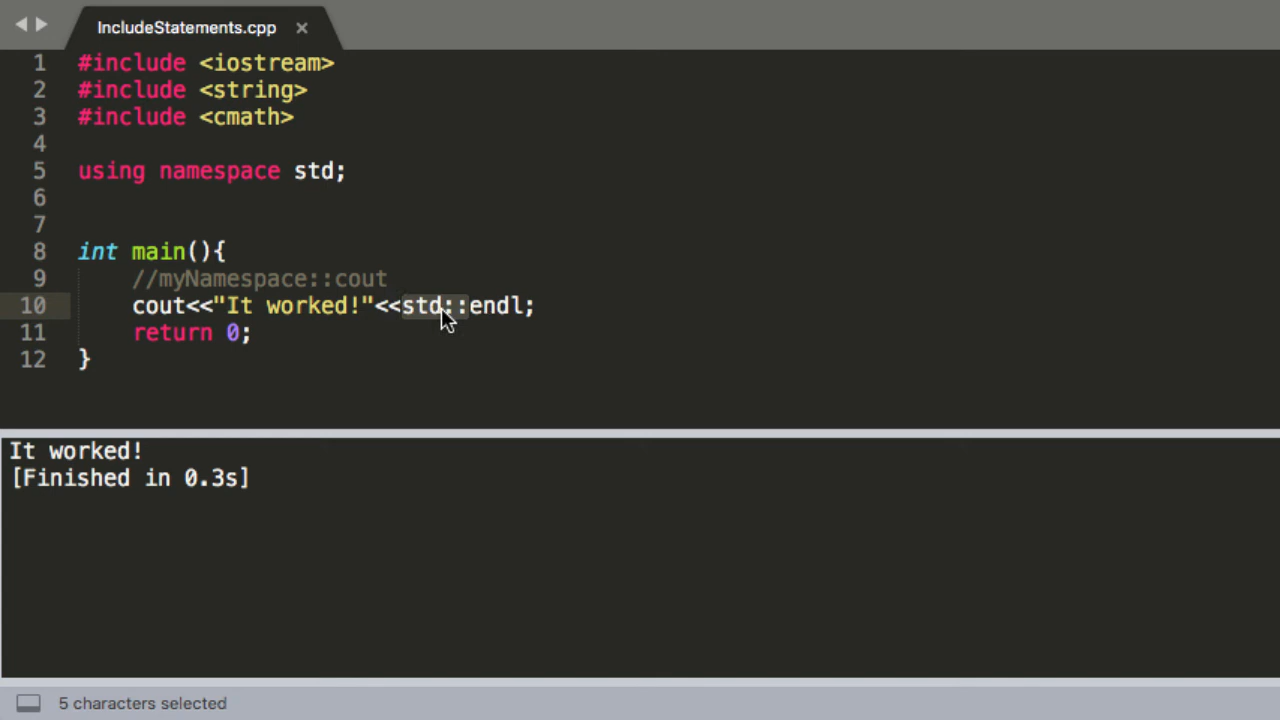 IncludeStatements.cpp ×
1 #include <iostream>
2 #include <string>
3 #include <cmath>
4
5 using namespace std;
6
7
8 int main(){
9 //myNamespace::cout
10 cout<<"It worked!"<<std::endl;
11 return 0;
12 }
It worked!
[Finished in 0.3s]
5 characters selected